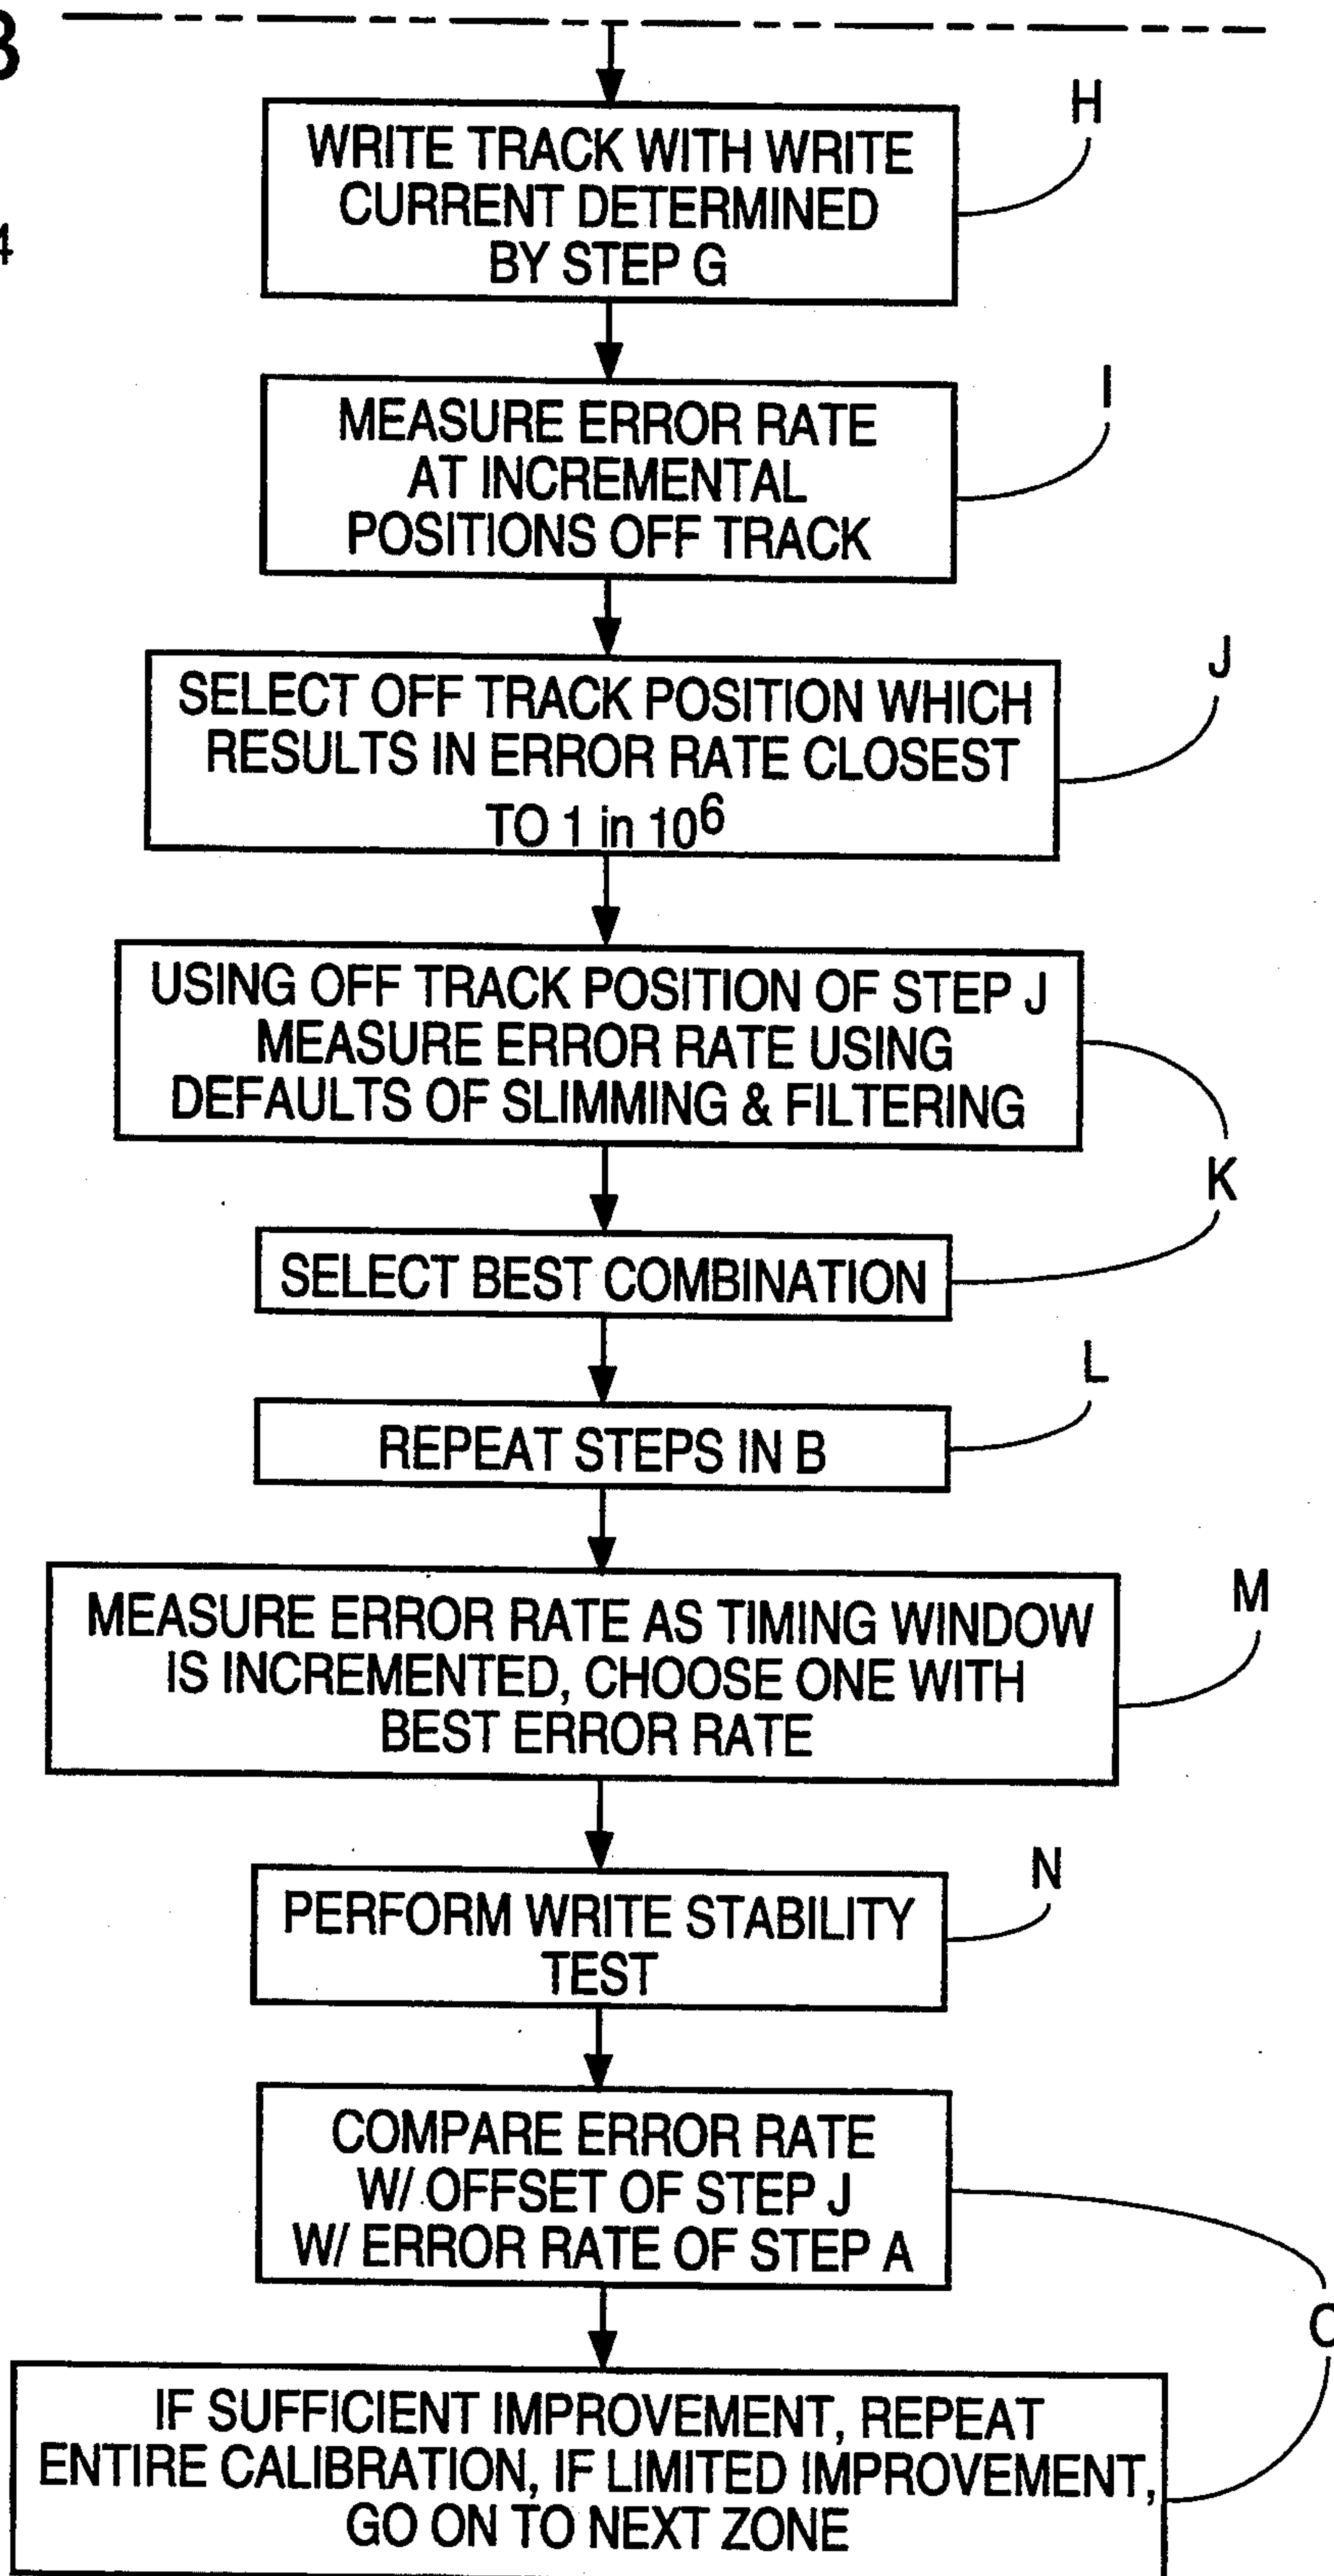 H
WRITE TRACK WITH WRITE
CURRENT DETERMINED
BY STEP G
4
I
MEASURE ERROR RATE
AT INCREMENTAL
POSITIONS OFF TRACK
J
SELECT OFF TRACK POSITION WHICH
RESULTS IN ERROR RATE CLOSEST
TO 1 in 10⁶
USING OFF TRACK POSITION OF STEP J
MEASURE ERROR RATE USING
DEFAULTS OF SLIMMING & FILTERING
K
SELECT BEST COMBINATION
L
REPEAT STEPS IN B
M
MEASURE ERROR RATE AS TIMING WINDOW
IS INCREMENTED, CHOOSE ONE WITH
BEST ERROR RATE
N
PERFORM WRITE STABILITY
TEST
COMPARE ERROR RATE
W/ OFFSET OF STEP J
W/ ERROR RATE OF STEP A
IF SUFFICIENT IMPROVEMENT, REPEAT
ENTIRE CALIBRATION, IF LIMITED IMPROVEMENT,
GO ON TO NEXT ZONE